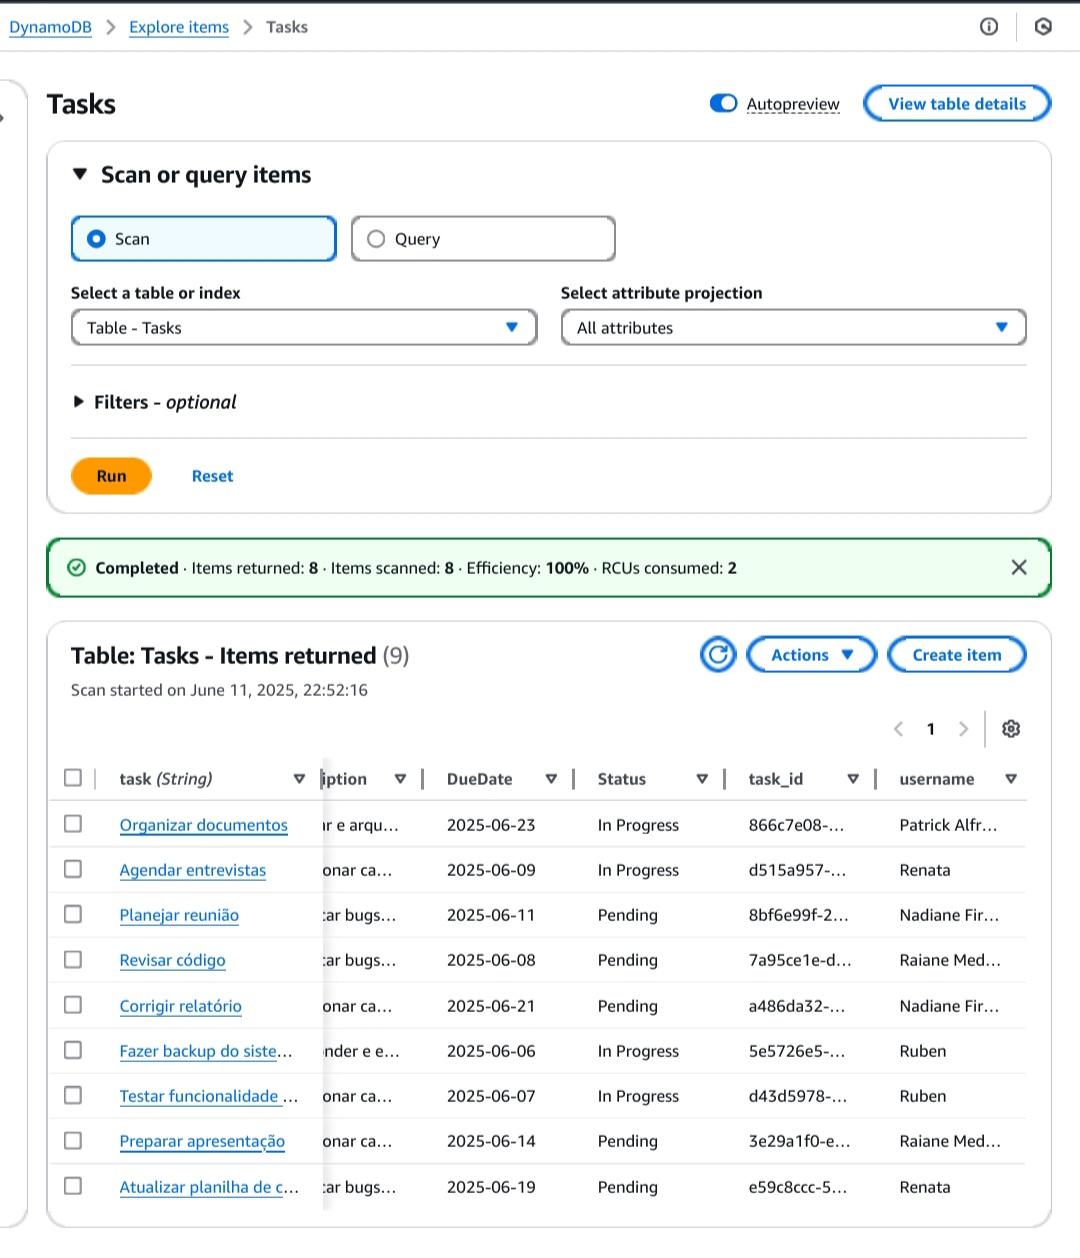 DynamoDB > Explore items > Tasks
Tasks
Autopreview
View table details
Scan or query items
Scan
Query
Select a table or index
Select attribute projection
Table - Tasks
All attributes
Filters - optional
Run
Reset
Completed · Items returned: 8 · Items scanned: 8 · Efficiency: 100% · RCUs consumed: 2
Table: Tasks - Items returned (9)
Actions
Create item
Scan started on June 11, 2025, 22:52:16
1
task (String) iption DueDate Status task_id username
Organizar documentos ar e arqu... 2025-06-23 In Progress 866c7e08-... Patrick Alfr...
Agendar entrevistas onar ca... 2025-06-09 In Progress d515a957-... Renata
Planejar reunião car bugs... 2025-06-11 Pending 8bf6e99f-2... Nadiane Fir...
Revisar código car bugs... 2025-06-08 Pending 7a95ce1e-d... Raiane Med...
Corrigir relatório onar ca... 2025-06-21 Pending a486da32-... Nadiane Fir...
Fazer backup do siste... nder e e... 2025-06-06 In Progress 5e5726e5-... Ruben
Testar funcionalidade ... onar ca... 2025-06-07 In Progress d43d5978-... Ruben
Preparar apresentação onar ca... 2025-06-14 Pending 3e29a1f0-e... Raiane Med...
Atualizar planilha de c... car bugs... 2025-06-19 Pending e59c8ccc-5... Renata